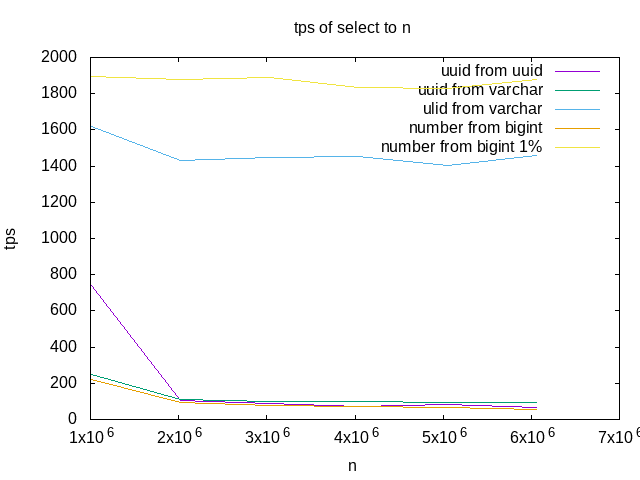 tps of select to n
2000
1800
1600
1400
1200
1000
800
600
400
200
0
tps
uuid from uuid
uuid from varchar
ulid from varchar
number from bigint
number from bigint 1%
1x10^6 2x10^6 3x10^6 4x10^6 5x10^6 6x10^6 7x10^6
n